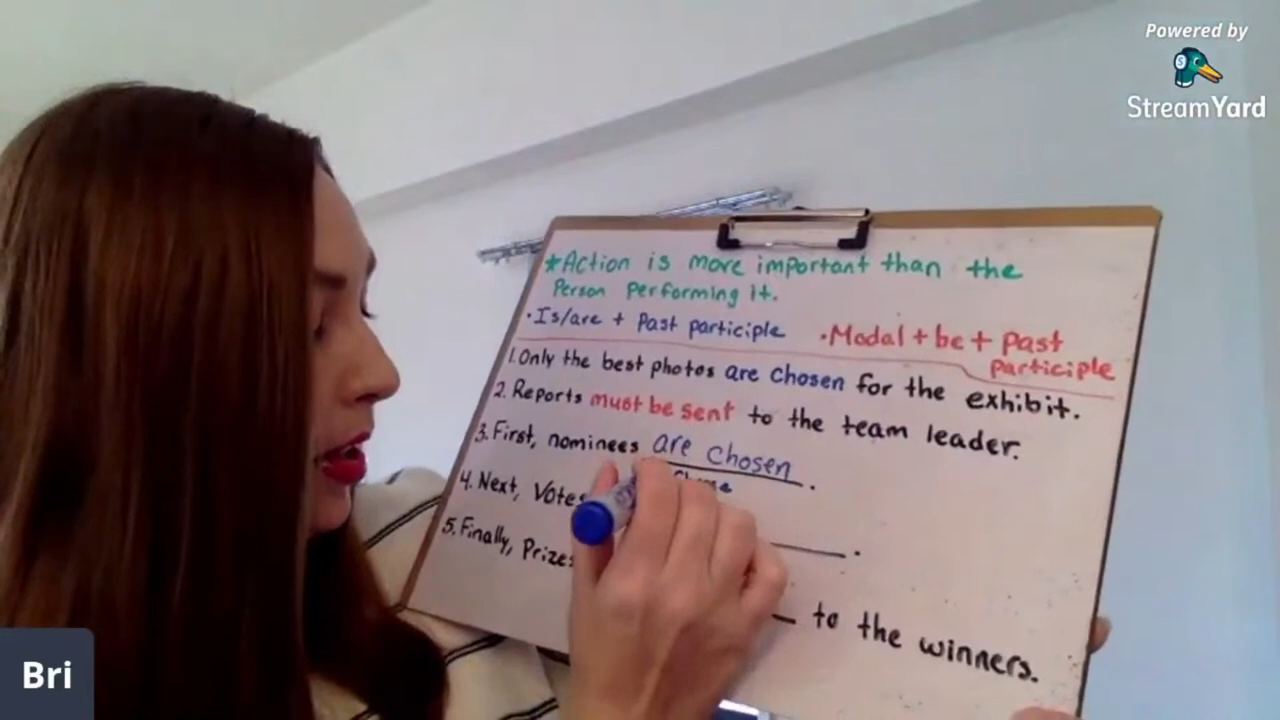 Powered by
StreamYard
*Action is more important than the
Person performing it.
• Is/are + Past participle • Modal + be + past
participle
1. Only the best photos are chosen for the exhibit.
2. Reports must be sent to the team leader.
3. First, nominees are chosen.
4. Next, Votes .
5. Finally, Prizes to the winners.
Bri